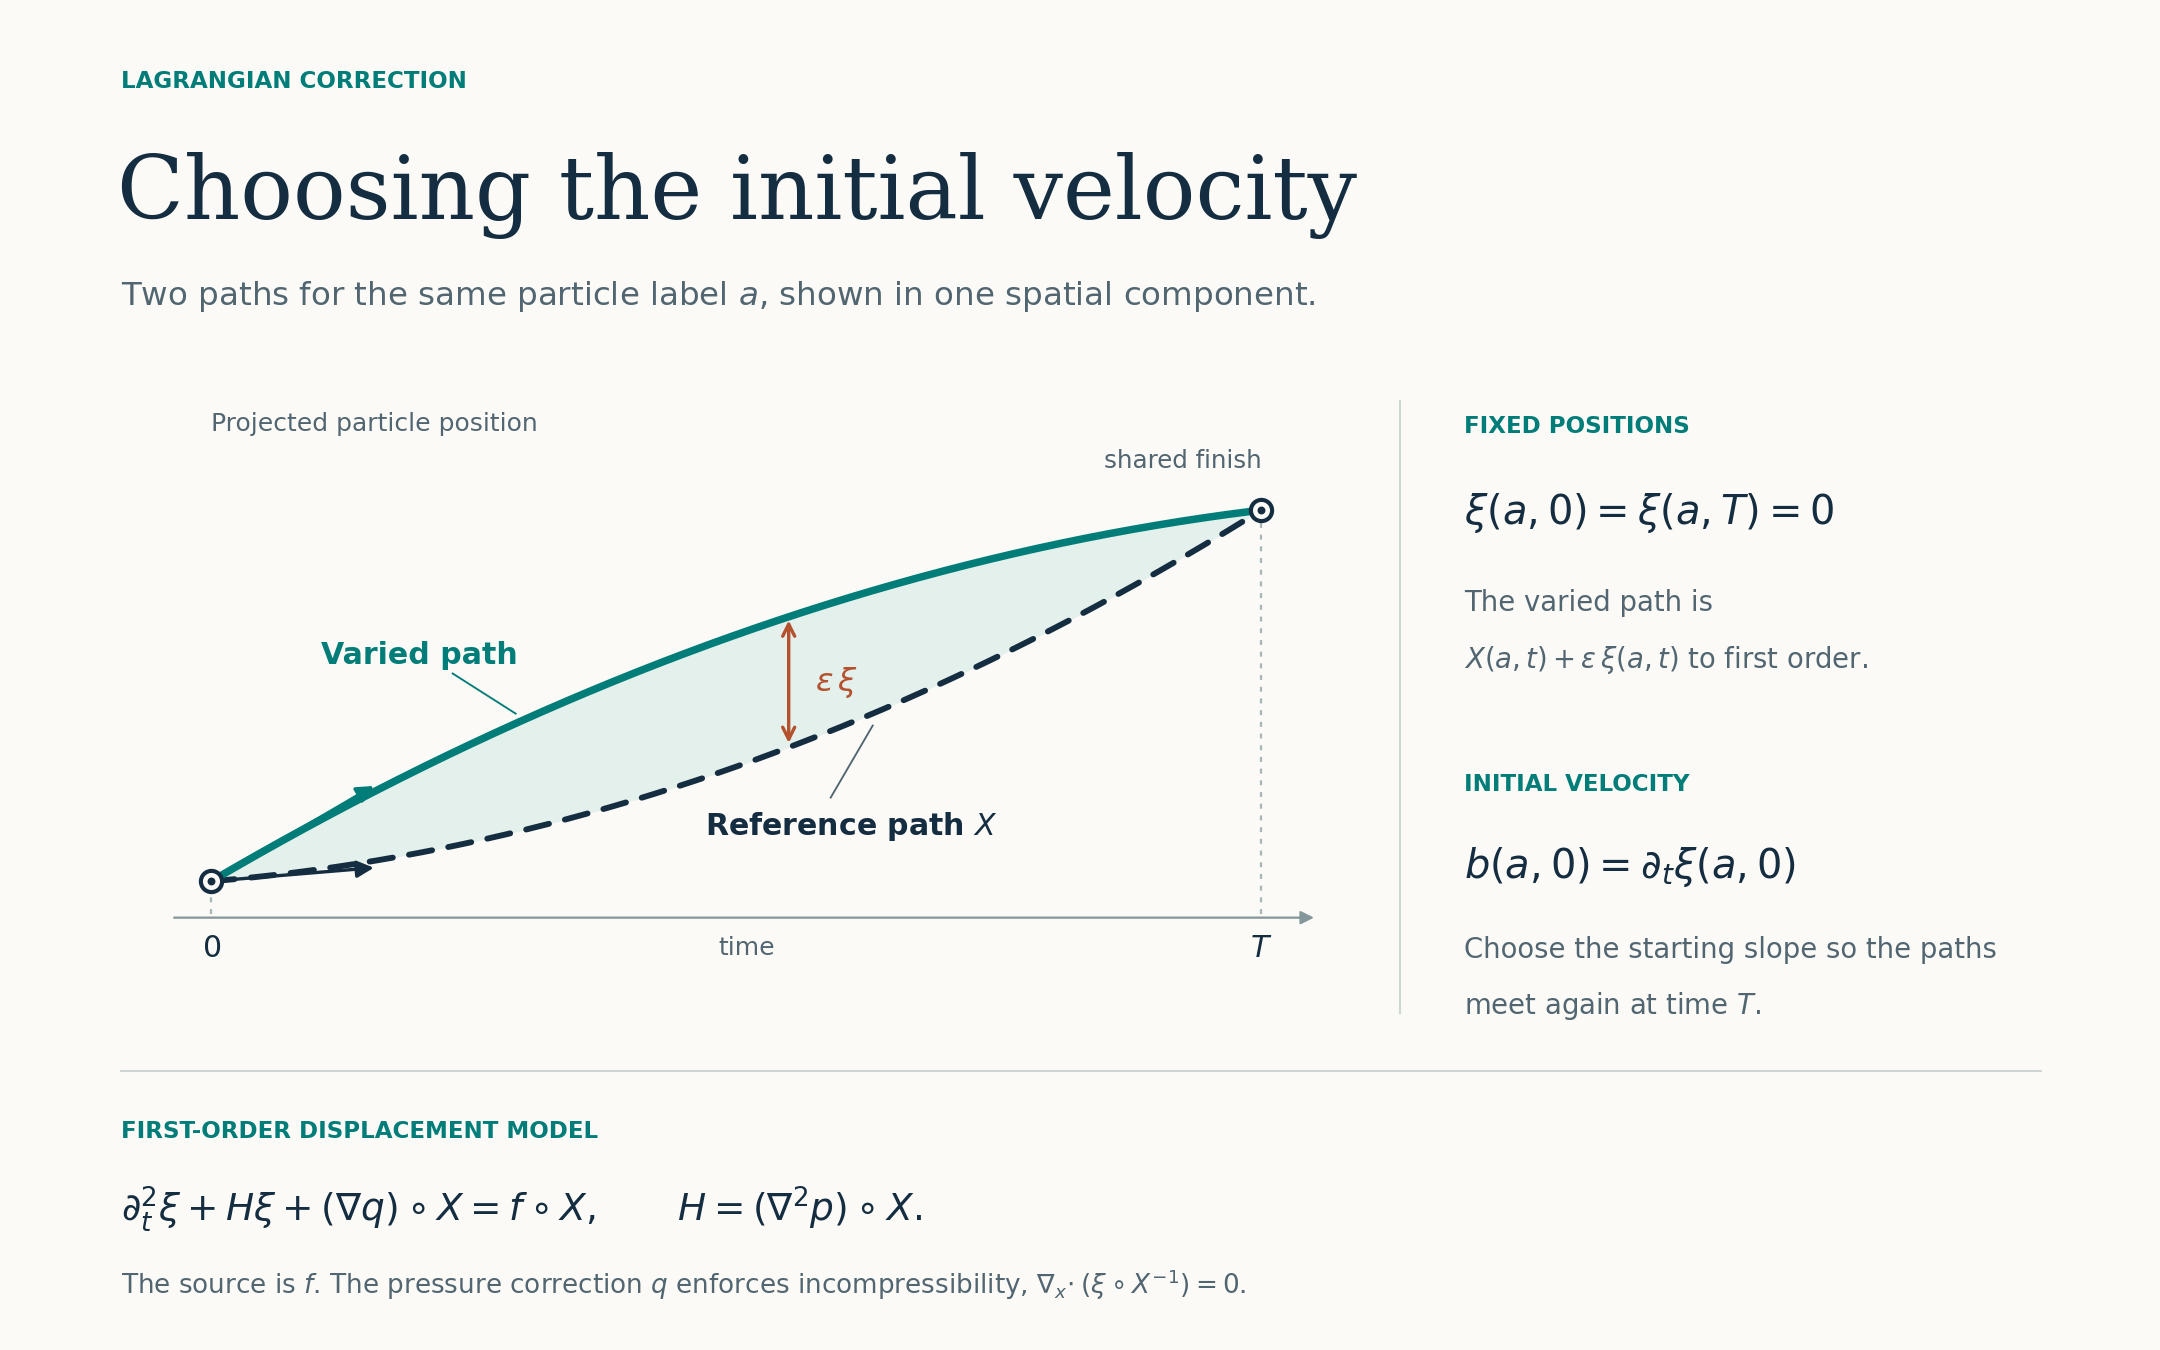 LAGRANGIAN CORRECTION
Choosing the initial velocity
Two paths for the same particle label a, shown in one spatial component.
Projected particle position
shared finish
Varied path
ε ξ
Reference path X
0
time
T
FIXED POSITIONS
ξ(a, 0) = ξ(a, T) = 0
The varied path is
X(a, t) + ε ξ(a, t) to first order.
INITIAL VELOCITY
b(a, 0) = ∂ₜξ(a, 0)
Choose the starting slope so the paths
meet again at time T.
FIRST-ORDER DISPLACEMENT MODEL
∂ₜ²ξ + Hξ + (∇q) ∘ X = f ∘ X, H = (∇²p) ∘ X.
The source is f. The pressure correction q enforces incompressibility, ∇ₓ· (ξ ∘ X⁻¹) = 0.